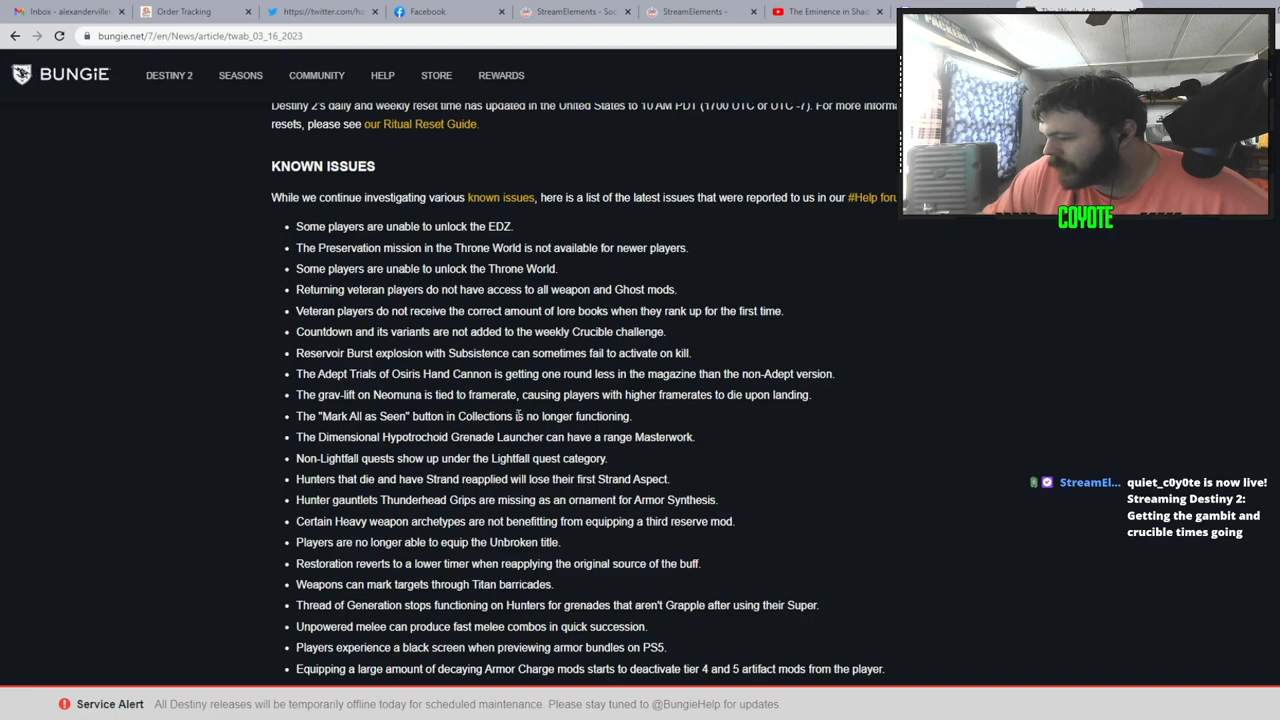 Inbox - alexanderville
Order Tracking
https://twitter.com/ho
Facebook
StreamElements - Soc
StreamElements -
The Eminence in Shac
This Week At Bungie
bungie.net/7/en/News/article/twab_03_16_2023
BUNGiE
DESTINY 2
SEASONS
COMMUNITY
HELP
STORE
REWARDS
Destiny 2's daily and weekly reset time has updated in the United States to 10 AM PDT (1700 UTC or UTC -7). For more informa
resets, please see our Ritual Reset Guide.
KNOWN ISSUES
While we continue investigating various known issues, here is a list of the latest issues that were reported to us in our #Help foru
• Some players are unable to unlock the EDZ.
• The Preservation mission in the Throne World is not available for newer players.
• Some players are unable to unlock the Throne World.
• Returning veteran players do not have access to all weapon and Ghost mods.
• Veteran players do not receive the correct amount of lore books when they rank up for the first time.
• Countdown and its variants are not added to the weekly Crucible challenge.
• Reservoir Burst explosion with Subsistence can sometimes fail to activate on kill.
• The Adept Trials of Osiris Hand Cannon is getting one round less in the magazine than the non-Adept version.
• The grav-lift on Neomuna is tied to framerate, causing players with higher framerates to die upon landing.
• The "Mark All as Seen" button in Collections is no longer functioning.
• The Dimensional Hypotrochoid Grenade Launcher can have a range Masterwork.
• Non-Lightfall quests show up under the Lightfall quest category.
• Hunters that die and have Strand reapplied will lose their first Strand Aspect.
• Hunter gauntlets Thunderhead Grips are missing as an ornament for Armor Synthesis.
• Certain Heavy weapon archetypes are not benefitting from equipping a third reserve mod.
• Players are no longer able to equip the Unbroken title.
• Restoration reverts to a lower timer when reapplying the original source of the buff.
• Weapons can mark targets through Titan barricades.
• Thread of Generation stops functioning on Hunters for grenades that aren't Grapple after using their Super.
• Unpowered melee can produce fast melee combos in quick succession.
• Players experience a black screen when previewing armor bundles on PS5.
• Equipping a large amount of decaying Armor Charge mods starts to deactivate tier 4 and 5 artifact mods from the player.
COYOTE
StreamEl... quiet_c0y0te is now live!
Streaming Destiny 2:
Getting the gambit and
crucible times going
Service Alert All Destiny releases will be temporarily offline today for scheduled maintenance. Please stay tuned to @BungieHelp for updates.